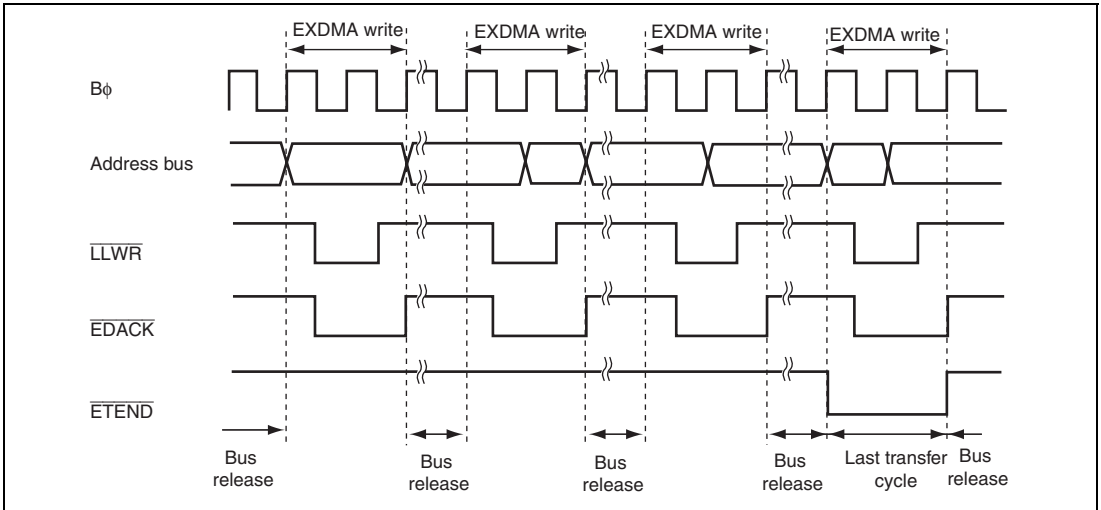 EXDMA write EXDMA write EXDMA write EXDMA write
Bϕ
Address bus
LLWR
EDACK
ETEND
Bus release
Bus release
Bus release
Bus release
Last transfer cycle
Bus release